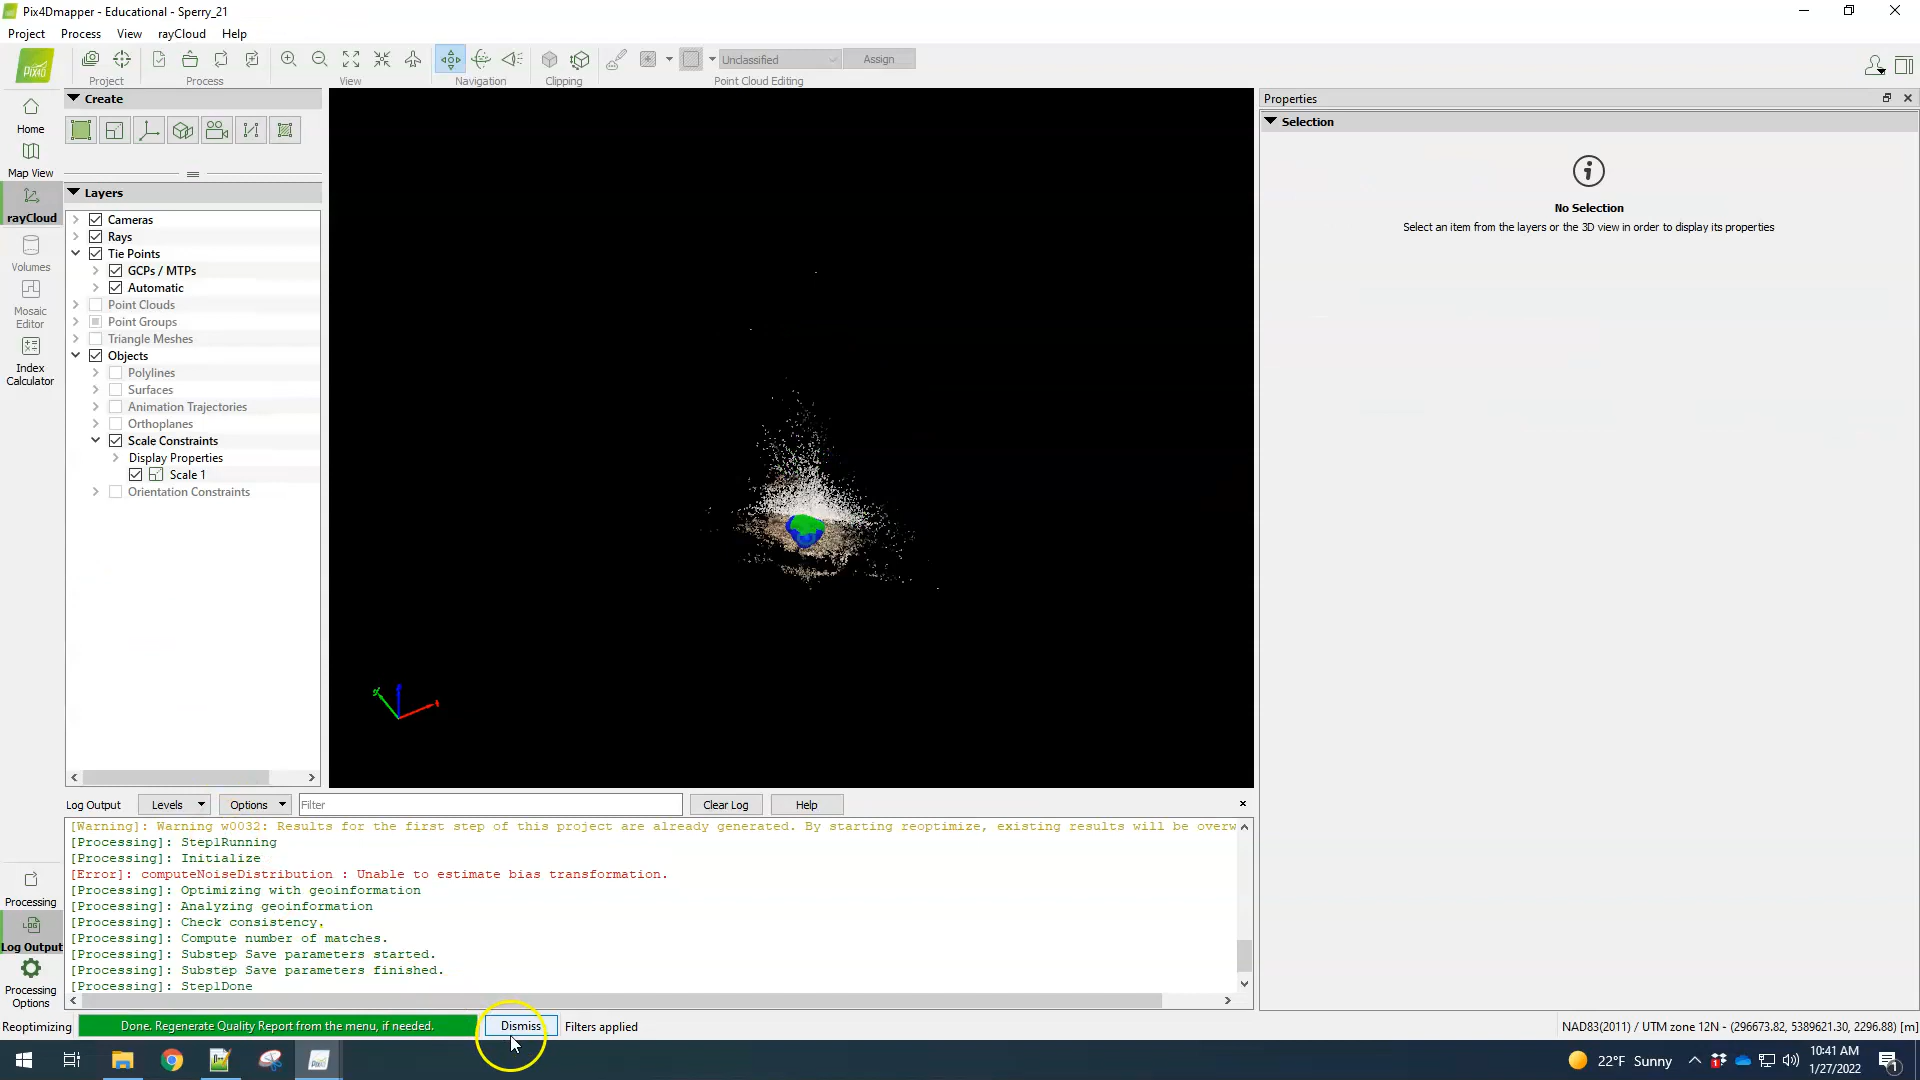 Pix4Dmapper - Educational - Sperry_21
Project Process View rayCloud Help
Unclassified Assign
Project Process View Navigation Clipping Point Cloud Editing
PIX4D
Home
Map View
rayCloud
Volumes
Mosaic
Editor
Index
Calculator
Processing
Log Output
Processing
Options
Create
Layers
Cameras
Rays
Tie Points
GCPs / MTPs
Automatic
Point Clouds
Point Groups
Triangle Meshes
Objects
Polylines
Surfaces
Animation Trajectories
Orthoplanes
Scale Constraints
Display Properties
Scale 1
Orientation Constraints
Properties
Selection
No Selection
Select an item from the layers or the 3D view in order to display its properties
Log Output Levels Options Filter Clear Log Help
[Warning]: Warning w0032: Results for the first step of this project are already generated. By starting reoptimize, existing results will be overw
[Processing]: Step1Running
[Processing]: Initialize
[Error]: computeNoiseDistribution : Unable to estimate bias transformation.
[Processing]: Optimizing with geoinformation
[Processing]: Analyzing geoinformation
[Processing]: Check consistency.
[Processing]: Compute number of matches.
[Processing]: Substep Save parameters started.
[Processing]: Substep Save parameters finished.
[Processing]: Step1Done
Reoptimizing Done. Regenerate Quality Report from the menu, if needed. Dismiss Filters applied NAD83(2011) / UTM zone 12N - (296673.82, 5389621.30, 2296.88) [m]
22°F Sunny
10:41 AM
1/27/2022
1